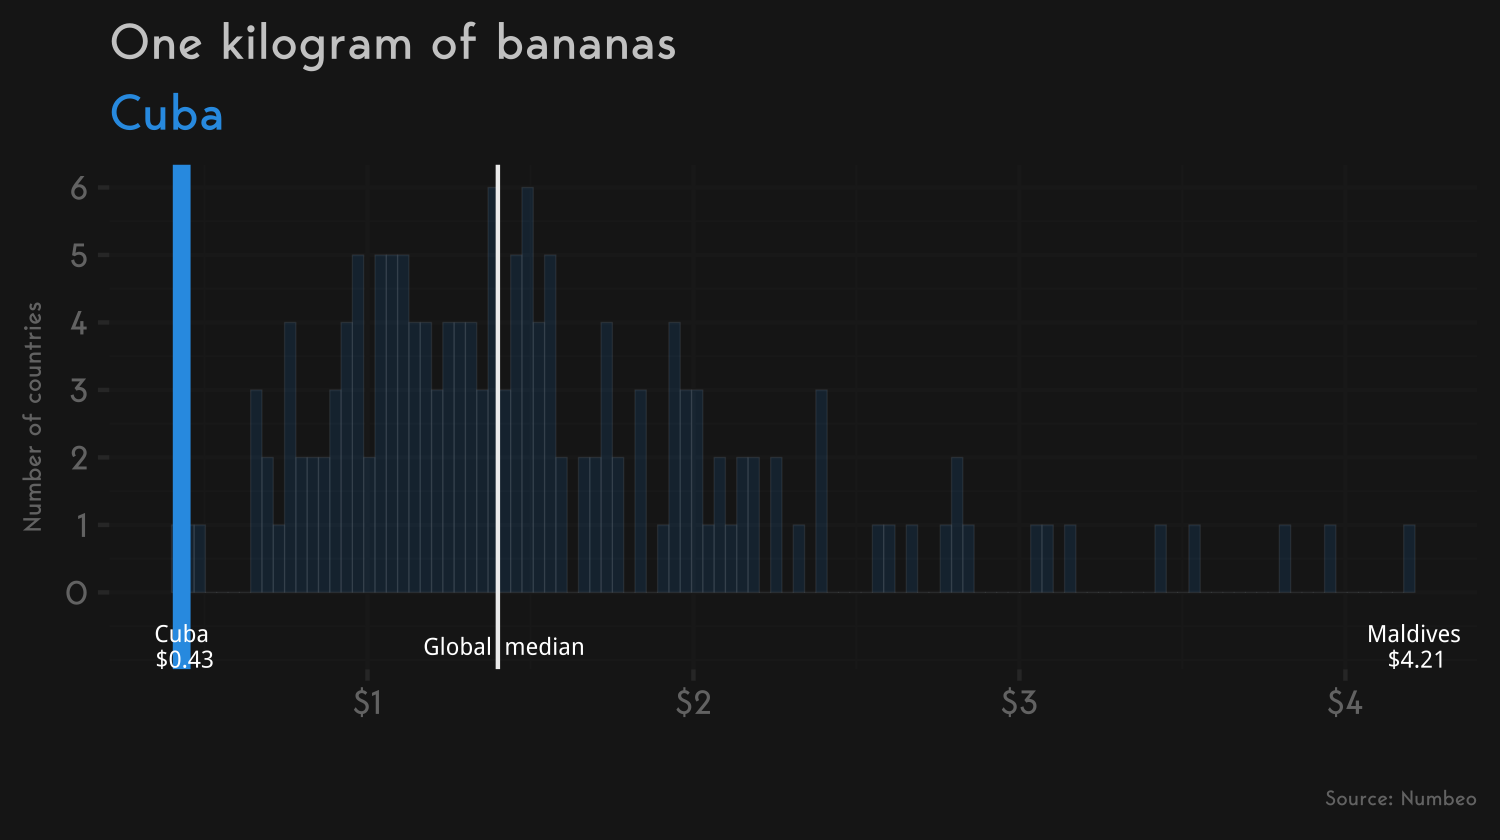 One kilogram of bananas
Cuba
Number of countries
6
5
4
3
2
1
0
Cuba
$0.43
Global median
Maldives
$4.21
$1
$2
$3
$4
Source: Numbeo